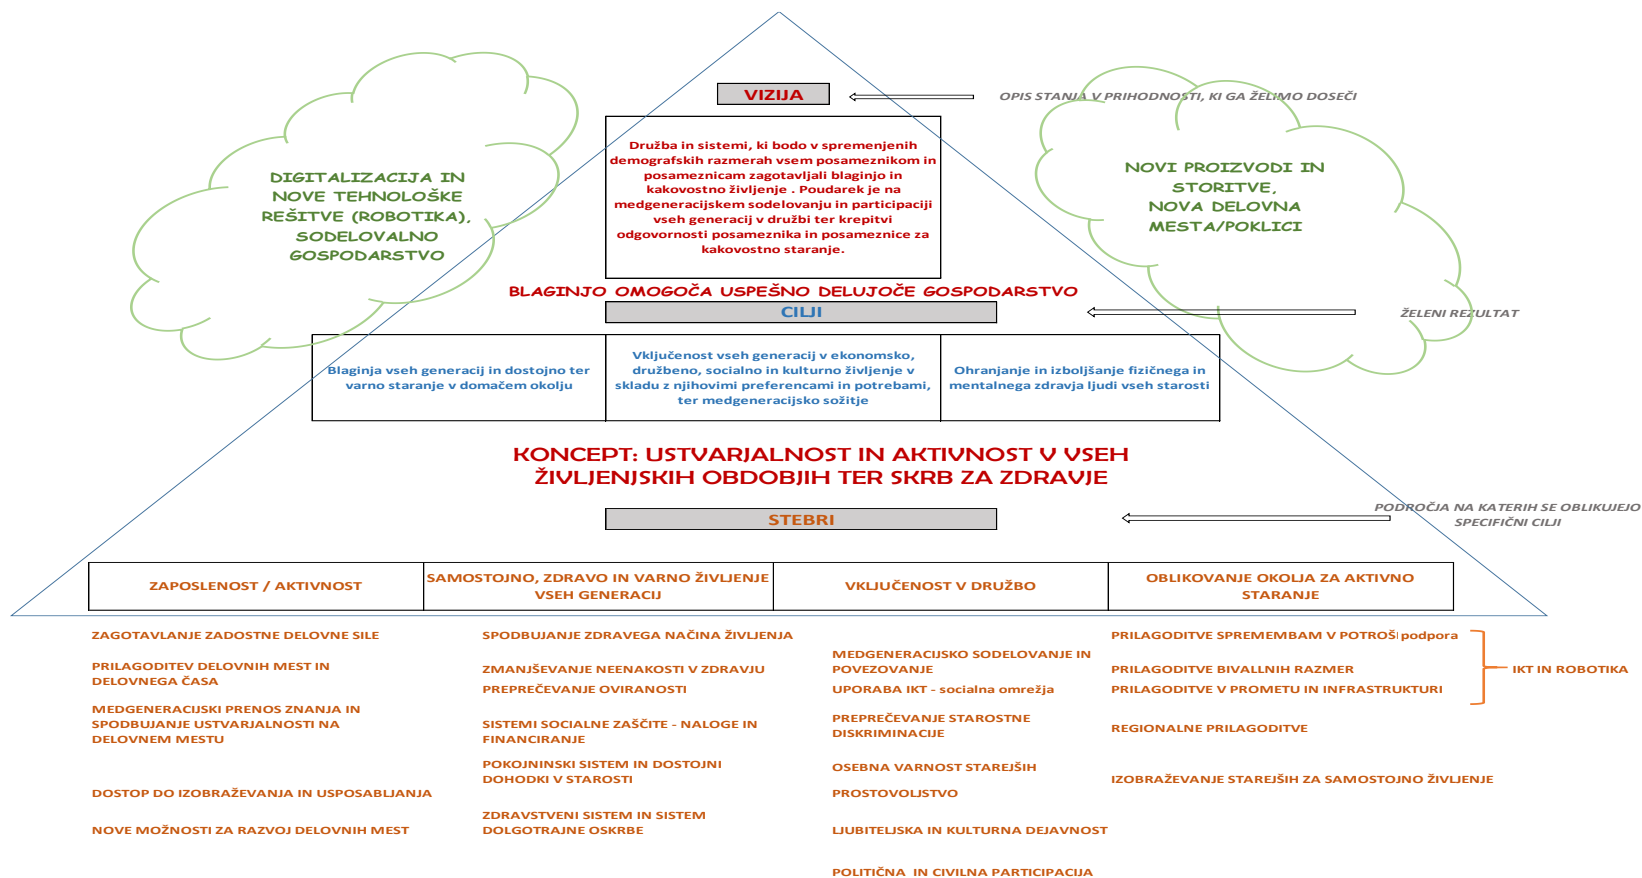 VIZIJA
OPIS STANJA V PRIHODNOSTI, KI GA ŽELIMO DOSEČI
Družba in sistemi, ki bodo v spremenjenih
demografskih razmerah vsem posameznikom in
posameznicam zagotavljali blaginjo in
kakovostno življenje . Poudarek je na
medgeneracijskem sodelovanju in participaciji
vseh generacij v družbi ter krepitvi
odgovornosti posameznika in posameznice za
kakovostno staranje.
DIGITALIZACIJA IN
NOVE TEHNOLOŠKE
REŠITVE (ROBOTIKA),
SODELOVALNO
GOSPODARSTVO
NOVI PROIZVODI IN
STORITVE,
NOVA DELOVNA
MESTA/POKLICI
BLAGINJO OMOGOČA USPEŠNO DELUJOČE GOSPODARSTVO
CILJI
ŽELENI REZULTAT
Blaginja vseh generacij in dostojno ter
varno staranje v domačem okolju
Vključenost vseh generacij v ekonomsko,
družbeno, socialno in kulturno življenje v
skladu z njihovimi preferencami in potrebami,
ter medgeneracijsko sožitje
Ohranjanje in izboljšanje fizičnega in
mentalnega zdravja ljudi vseh starosti
KONCEPT: USTVARJALNOST IN AKTIVNOST V VSEH
ŽIVLJENJSKIH OBDOBJIH TER SKRB ZA ZDRAVJE
STEBRI
PODROČJA NA KATERIH SE OBLIKUJEJO
SPECIFIČNI CILJI
ZAPOSLENOST / AKTIVNOST
SAMOSTOJNO, ZDRAVO IN VARNO ŽIVLJENJE
VSEH GENERACIJ
VKLJUČENOST V DRUŽBO
OBLIKOVANJE OKOLJA ZA AKTIVNO
STARANJE
ZAGOTAVLANJE ZADOSTNE DELOVNE SILE
PRILAGODITEV DELOVNIH MEST IN
DELOVNEGA ČASA
MEDGENERACIJSKI PRENOS ZNANJA IN
SPODBUJANJE USTVARJALNOSTI NA
DELOVNEM MESTU
DOSTOP DO IZOBRAŽEVANJA IN USPOSABLJANJA
NOVE MOŽNOSTI ZA RAZVOJ DELOVNIH MEST
SPODBUJANJE ZDRAVEGA NAČINA ŽIVLJENJA
ZMANJŠEVANJE NEENAKOSTI V ZDRAVJU
PREPREČEVANJE OVIRANOSTI
SISTEMI SOCIALNE ZAŠČITE - NALOGE IN
FINANCIRANJE
POKOJNINSKI SISTEM IN DOSTOJNI
DOHODKI V STAROSTI
ZDRAVSTVENI SISTEM IN SISTEM
DOLGOTRAJNE OSKRBE
MEDGENERACIJSKO SODELOVANJE IN
POVEZOVANJE
UPORABA IKT - socialna omrežja
PREPREČEVANJE STAROSTNE
DISKRIMINACIJE
OSEBNA VARNOST STAREJŠIH
PROSTOVOLJSTVO
LJUBITELJSKA IN KULTURNA DEJAVNOST
POLITIČNA IN CIVILNA PARTICIPACIJA
PRILAGODITVE SPREMEMBAM V POTROŠ podpora
PRILAGODITVE BIVALLNIH RAZMER
PRILAGODITVE V PROMETU IN INFRASTRUKTURI
REGIONALNE PRILAGODITVE
IZOBRAŽEVANJE STAREJŠIH ZA SAMOSTOJNO ŽIVLJENJE
IKT IN ROBOTIKA